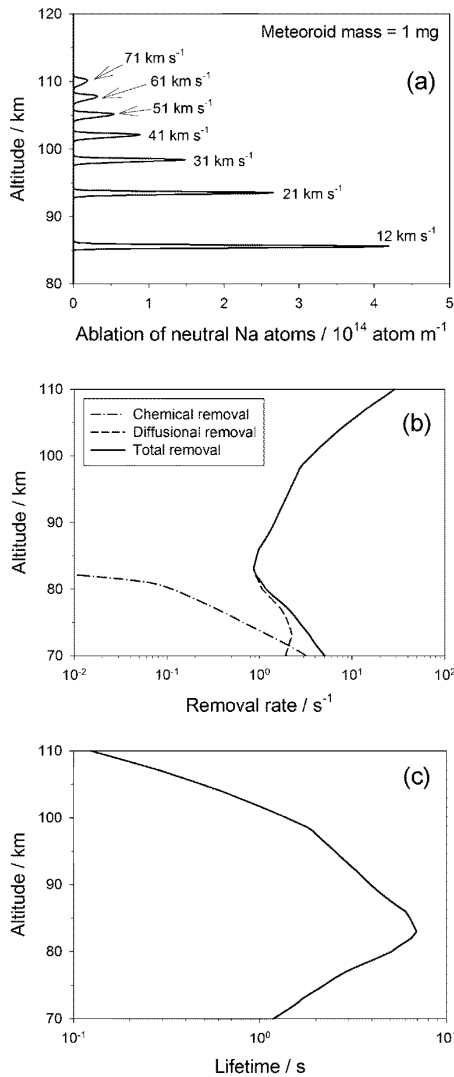 Meteoroid mass = 1 mg
(a)
71 km s⁻¹
61 km s⁻¹
51 km s⁻¹
41 km s⁻¹
31 km s⁻¹
21 km s⁻¹
12 km s⁻¹
120
110
100
90
80
Altitude / km
0 1 2 3 4 5
Ablation of neutral Na atoms / 10¹⁴ atom m⁻¹
(b)
Chemical removal
Diffusional removal
Total removal
110
100
90
80
70
Altitude / km
10⁻² 10⁻¹ 10⁰ 10¹ 10²
Removal rate / s⁻¹
(c)
110
100
90
80
70
Altitude / km
10⁻¹ 10⁰ 10¹
Lifetime / s